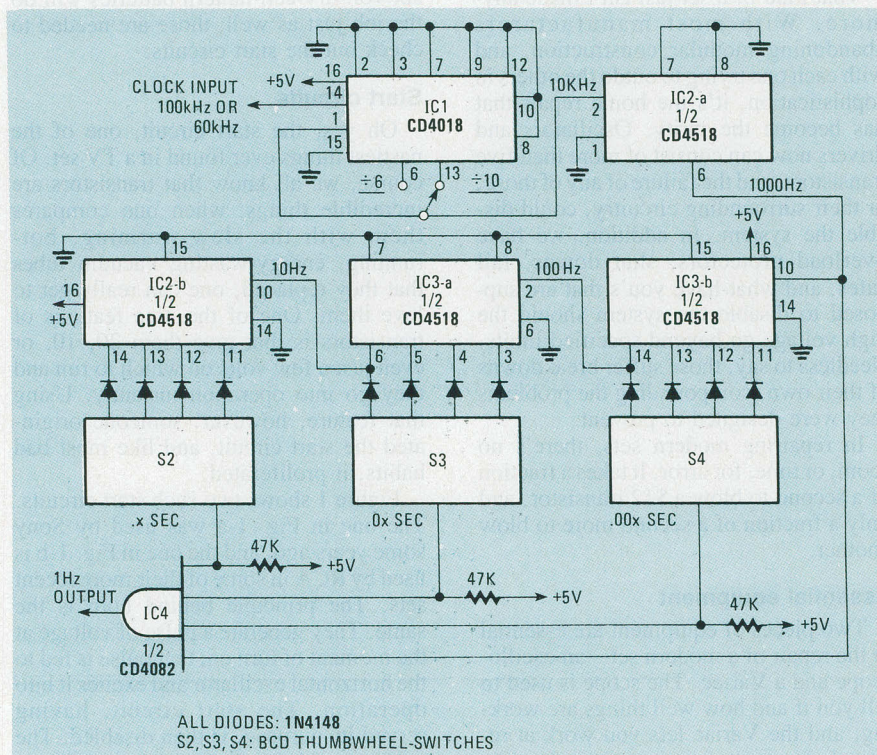 2 3 7 9 12
7 8
+5V 16
CLOCK INPUT
100kHz OR
60kHz
14
1
15
IC1
CD4018
10
8
10KHz
2
1
IC2-a
1/2
CD4518
6 13
÷6 ÷10
6
1000Hz
+5V
15
7 8
15 16
IC2-b
1/2
CD4518
10Hz
10
14
16
+5V
IC3-a
1/2
CD4518
100Hz
2
6
IC3-b
1/2
CD4518
10
14
14 13 12 11
6 5 4 3
14 13 12 11
S2
S3
S4
.x SEC
0x SEC
00x SEC
47K
+5V
47K
+5V
47K
+5V
1Hz
OUTPUT
IC4
1/2
CD4082
ALL DIODES: 1N4148
S2, S3, S4: BCD THUMBWHEEL-SWITCHES